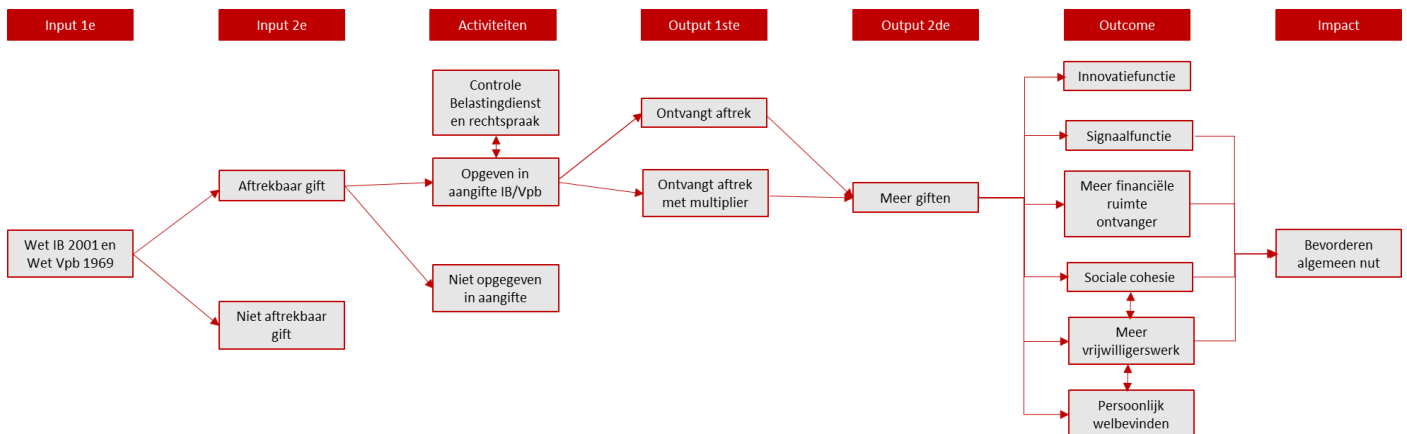 Input 1e
Input 2e
Activiteiten
Output 1ste
Output 2de
Outcome
Impact
Wet IB 2001 en
Wet Vpb 1969
Aftrekbaar gift
Niet aftrekbaar
gift
Controle
Belastingdienst
en rechtspraak
Opgeven in
aangifte IB/Vpb
Niet opgegeven
in aangifte
Ontvangt aftrek
Ontvangt aftrek
met multiplier
Meer giften
Innovatiefunctie
Signaalfunctie
Meer financiële
ruimte
ontvanger
Sociale cohesie
Meer
vrijwilligerswerk
Persoonlijk
welbevinden
Bevorderen
algemeen nut